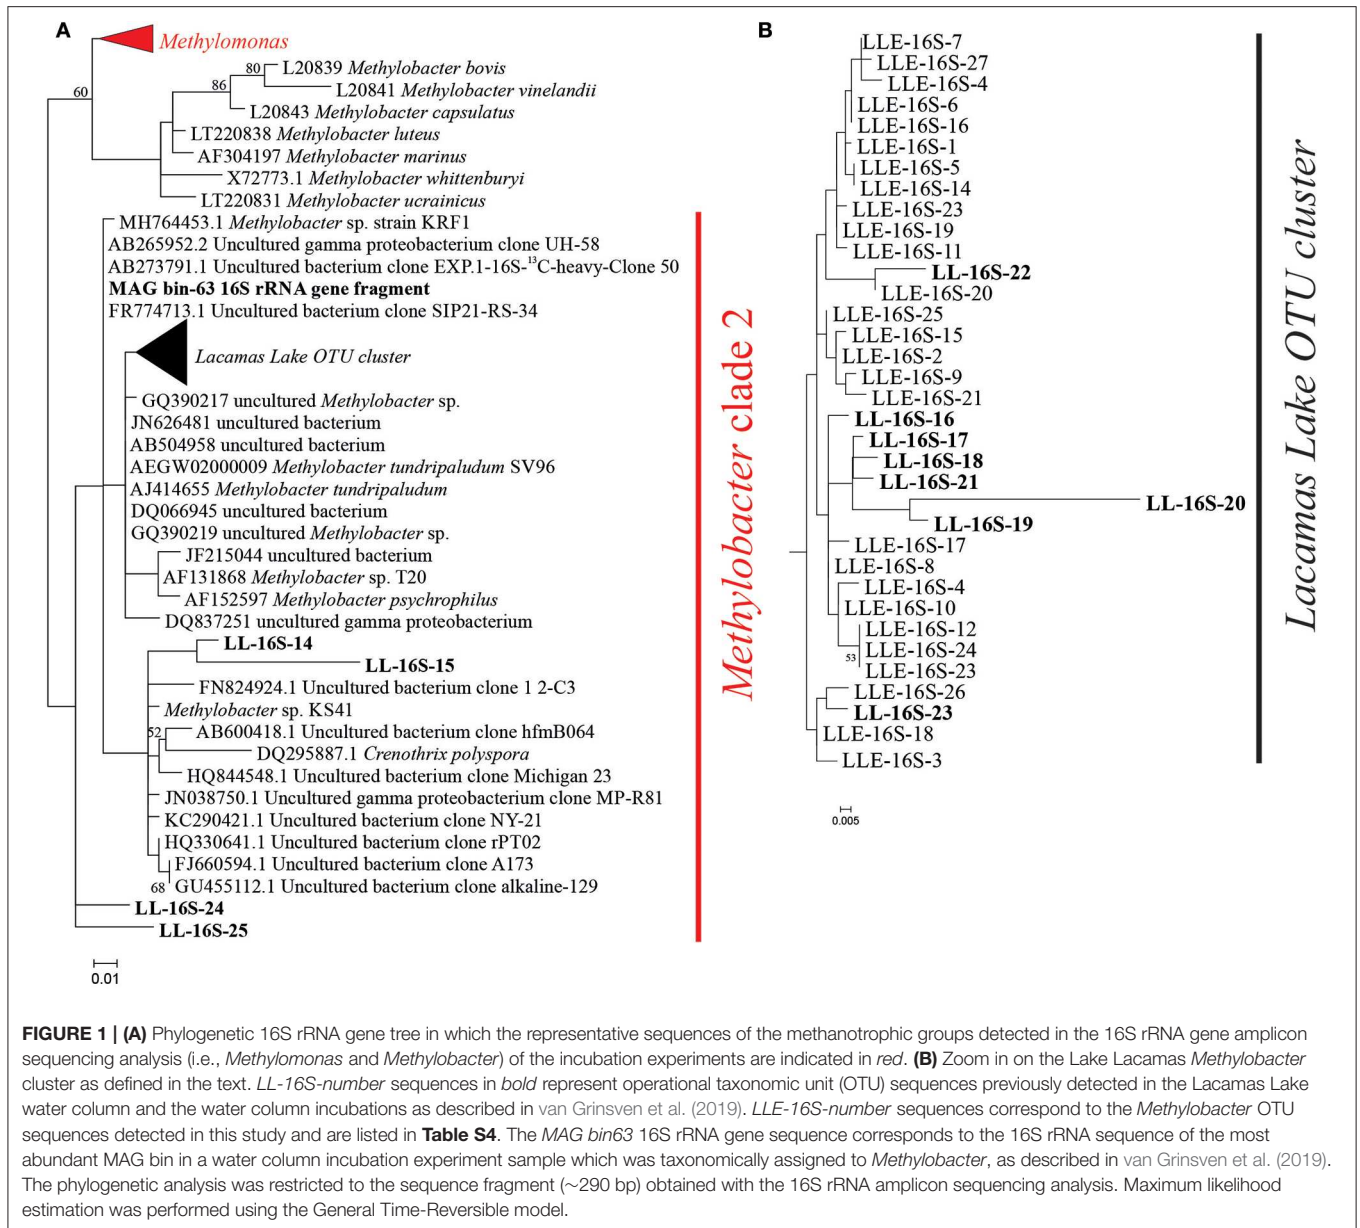 A
Methylomonas
60
80
L20839 Methylobacter bovis
86
L20841 Methylobacter vinelandii
L20843 Methylobacter capsulatus
LT220838 Methylobacter luteus
AF304197 Methylobacter marinus
X72773.1 Methylobacter whittenburyi
LT220831 Methylobacter ucrainicus
MH764453.1 Methylobacter sp. strain KRF1
AB265952.2 Uncultured gamma proteobacterium clone UH-58
AB273791.1 Uncultured bacterium clone EXP.1-16S-¹³C-heavy-Clone 50
MAG bin-63 16S rRNA gene fragment
FR774713.1 Uncultured bacterium clone SIP21-RS-34
Lacamas Lake OTU cluster
GQ390217 uncultured Methylobacter sp.
JN626481 uncultured bacterium
AB504958 uncultured bacterium
AEGW02000009 Methylobacter tundripaludum SV96
AJ414655 Methylobacter tundripaludum
DQ066945 uncultured bacterium
GQ390219 uncultured Methylobacter sp.
JF215044 uncultured bacterium
AF131868 Methylobacter sp. T20
AF152597 Methylobacter psychrophilus
DQ837251 uncultured gamma proteobacterium
LL-16S-14
LL-16S-15
FN824924.1 Uncultured bacterium clone 1 2-C3
Methylobacter sp. KS41
52
AB600418.1 Uncultured bacterium clone hfmB064
DQ295887.1 Crenothrix polyspora
HQ844548.1 Uncultured bacterium clone Michigan 23
JN038750.1 Uncultured gamma proteobacterium clone MP-R81
KC290421.1 Uncultured bacterium clone NY-21
HQ330641.1 Uncultured bacterium clone rPT02
FJ660594.1 Uncultured bacterium clone A173
68
GU455112.1 Uncultured bacterium clone alkaline-129
LL-16S-24
LL-16S-25
0.01
Methylobacter clade 2
B
LLE-16S-7
LLE-16S-27
LLE-16S-4
LLE-16S-6
LLE-16S-16
LLE-16S-1
LLE-16S-5
LLE-16S-14
LLE-16S-23
LLE-16S-19
LLE-16S-11
LL-16S-22
LLE-16S-20
LLE-16S-25
LLE-16S-15
LLE-16S-2
LLE-16S-9
LLE-16S-21
LL-16S-16
LL-16S-17
LL-16S-18
LL-16S-21
LL-16S-20
LL-16S-19
LLE-16S-17
LLE-16S-8
LLE-16S-4
LLE-16S-10
LLE-16S-12
LLE-16S-24
53
LLE-16S-23
LLE-16S-26
LL-16S-23
LLE-16S-18
LLE-16S-3
0.005
Lacamas Lake OTU cluster
FIGURE 1 | (A) Phylogenetic 16S rRNA gene tree in which the representative sequences of the methanotrophic groups detected in the 16S rRNA gene amplicon
sequencing analysis (i.e., Methylomonas and Methylobacter) of the incubation experiments are indicated in red. (B) Zoom in on the Lake Lacamas Methylobacter
cluster as defined in the text. LL-16S-number sequences in bold represent operational taxonomic unit (OTU) sequences previously detected in the Lacamas Lake
water column and the water column incubations as described in van Grinsven et al. (2019). LLE-16S-number sequences correspond to the Methylobacter OTU
sequences detected in this study and are listed in Table S4. The MAG bin63 16S rRNA gene sequence corresponds to the 16S rRNA sequence of the most
abundant MAG bin in a water column incubation experiment sample which was taxonomically assigned to Methylobacter, as described in van Grinsven et al. (2019).
The phylogenetic analysis was restricted to the sequence fragment (~290 bp) obtained with the 16S rRNA amplicon sequencing analysis. Maximum likelihood
estimation was performed using the General Time-Reversible model.